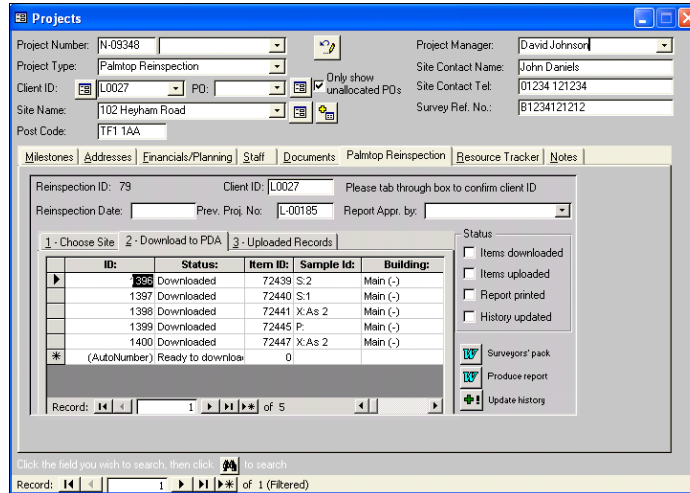 Projects
Project Number: N-09348
Project Manager: David Johnson
Project Type: Palmtop Reinspection
Site Contact Name: John Daniels
Client ID: L0027 PO: Only show unallocated POs
Site Contact Tel: 01234 121234
Site Name: 102 Heyham Road
Survey Ref. No.: B1234121212
Post Code: TF1 1AA
Milestones Addresses Financials/Planning Staff Documents Palmtop Reinspection Resource Tracker Notes
Reinspection ID: 79 Client ID: L0027 Please tab through box to confirm client ID
Reinspection Date: Prev. Proj. No: L-00185 Report Appr. by:
1 - Choose Site 2 - Download to PDA 3 - Uploaded Records
ID: Status: Item ID: Sample Id: Building:
1396 Downloaded 72439 S:2 Main (-)
1397 Downloaded 72440 S:1 Main (-)
1398 Downloaded 72441 X:As 2 Main (-)
1399 Downloaded 72445 P: Main (-)
1400 Downloaded 72447 X:As 2 Main (-)
(AutoNumber) Ready to downloa 0
Record: 1 of 5
Status
Items downloaded
Items uploaded
Report printed
History updated
Surveyors' pack
Produce report
Update history
Click the field you wish to search, then click to search
Record: 1 of 1 (Filtered)